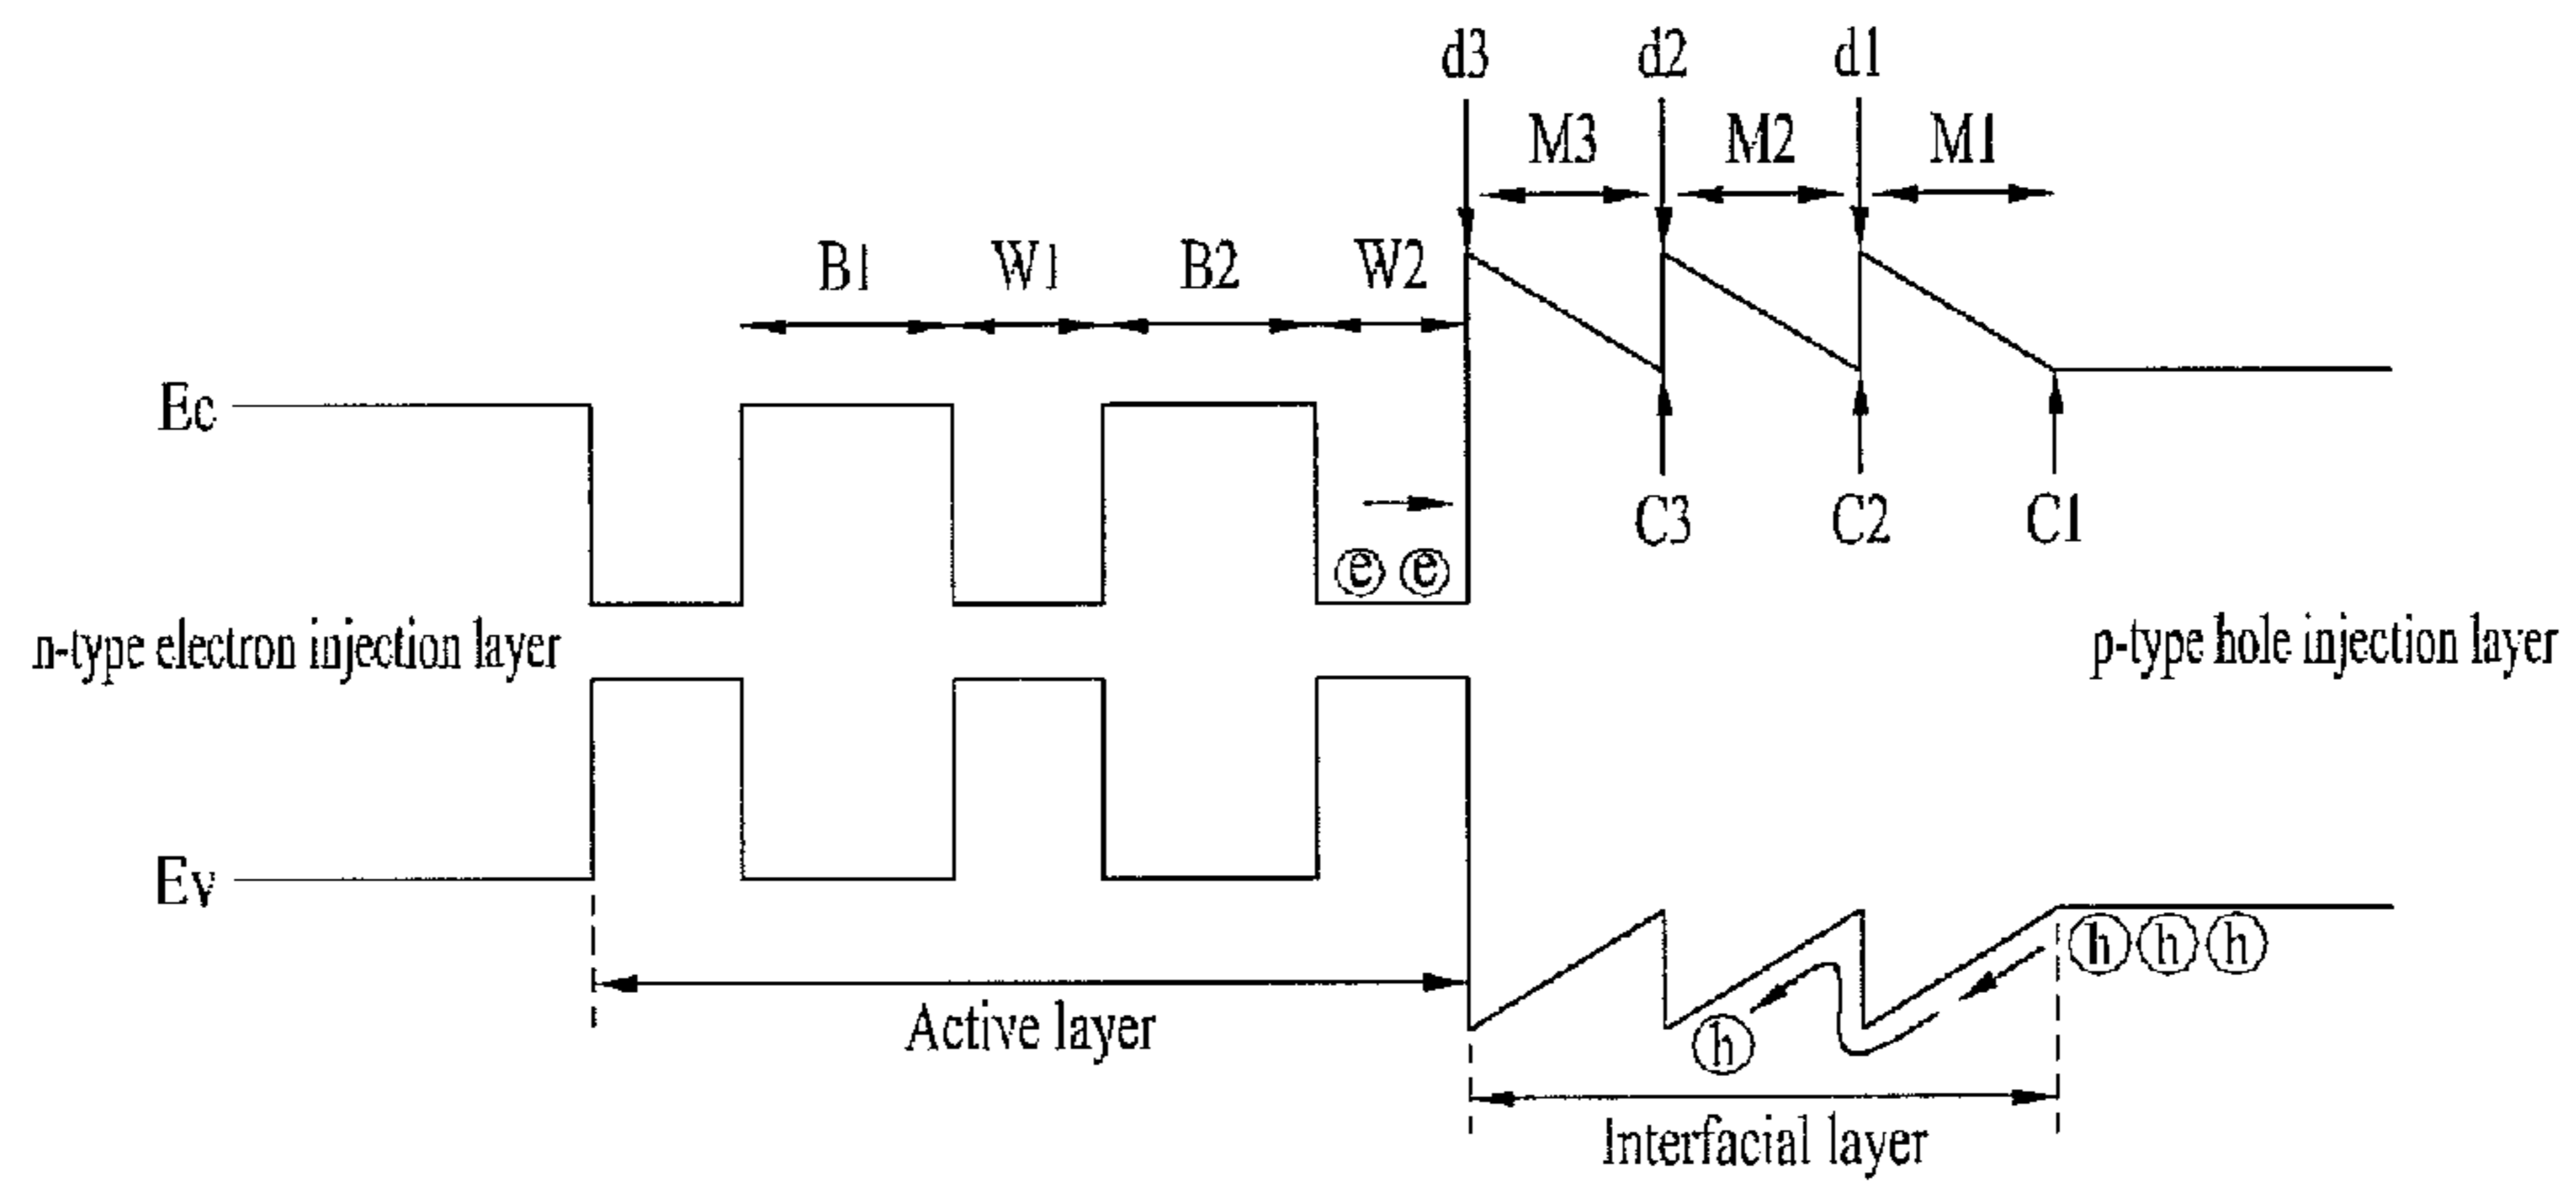 d3 d2 d1
M3 M2 M1
B1 W1 B2 W2
Ec
C3 C2 C1
e e
n-type electron injection layer
p-type hole injection layer
Ev
h h h
Active layer
h
Interfacial layer